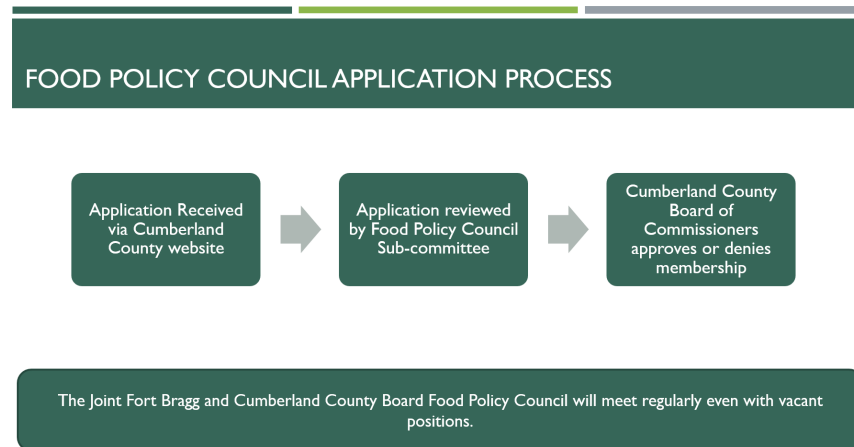 FOOD POLICY COUNCIL APPLICATION PROCESS
Application Received
via Cumberland
County website
Application reviewed
by Food Policy Council
Sub-committee
Cumberland County
Board of
Commissioners
approves or denies
membership
The Joint Fort Bragg and Cumberland County Board Food Policy Council will meet regularly even with vacant
positions.